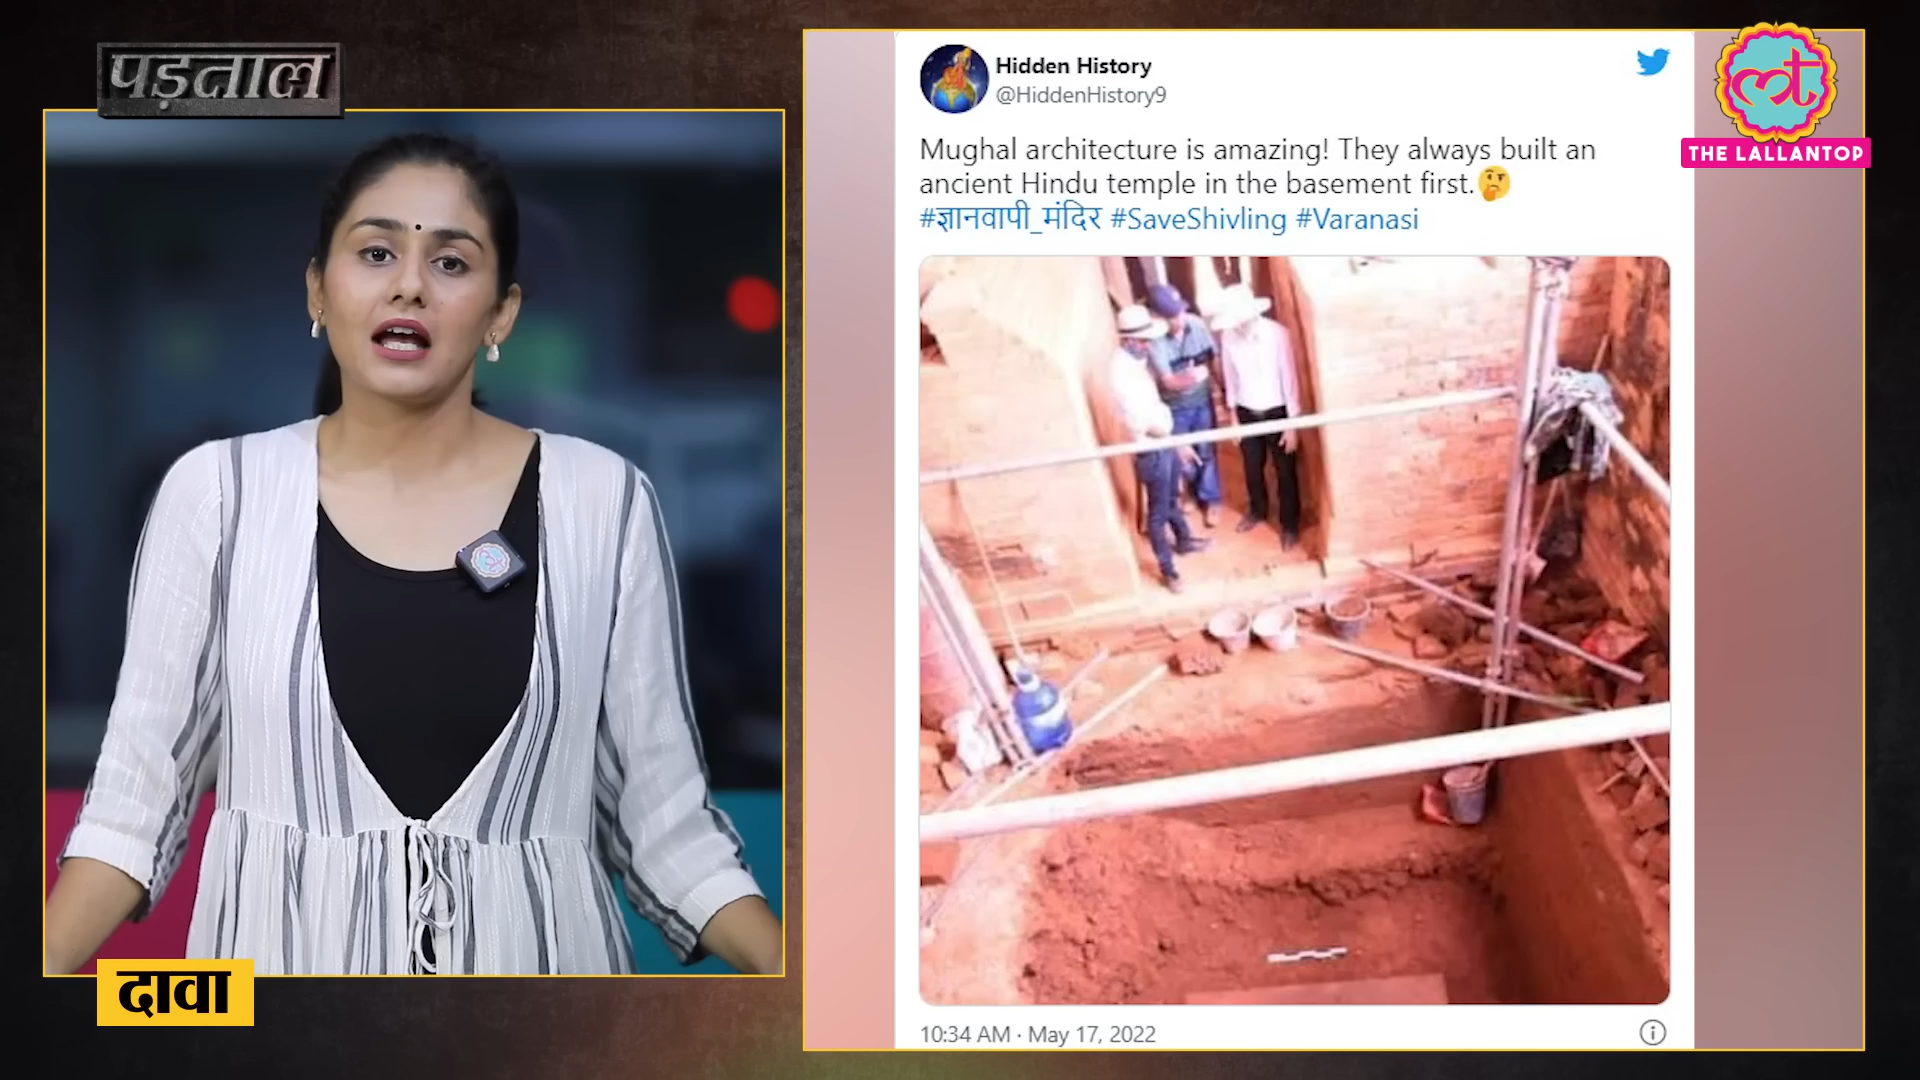 पड़ताल
दावा
Hidden History
@HiddenHistory9
Mughal architecture is amazing! They always built an
ancient Hindu temple in the basement first.🤔
#ज्ञानवापी_मंदिर #SaveShivling #Varanasi
10:34 AM · May 17, 2022
THE LALLANTOP